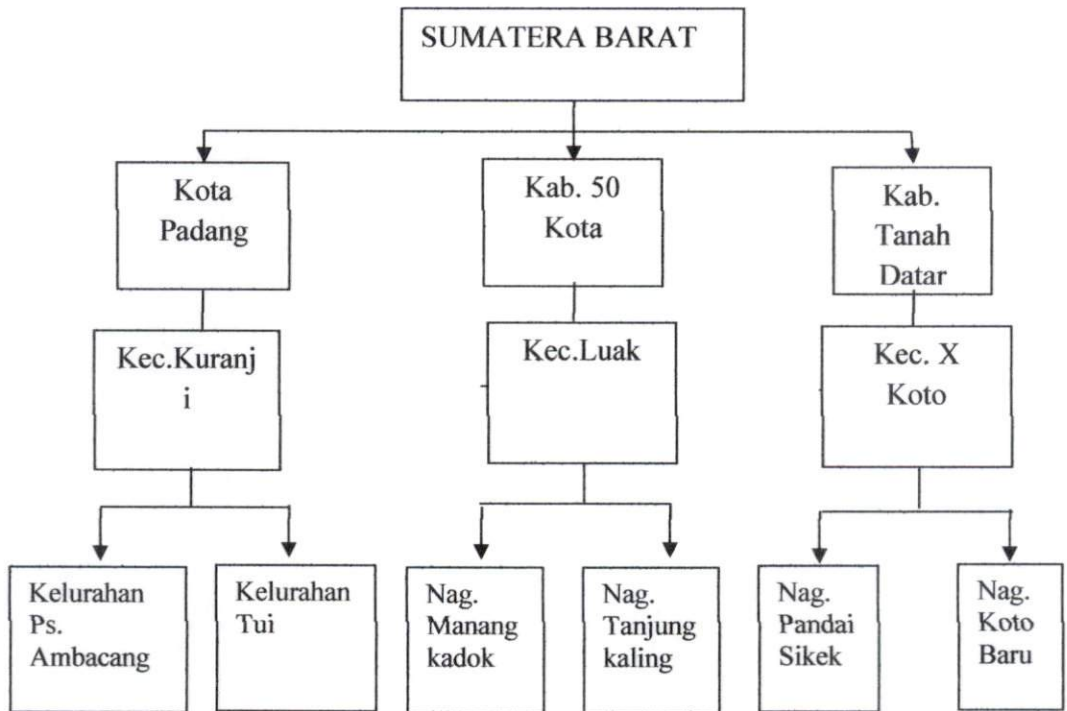 SUMATERA BARAT
Kota
Padang
Kab. 50
Kota
Kab.
Tanah
Datar
Kec.Kuranj
i
Kec.Luak
Kec. X
Koto
Kelurahan
Ps.
Ambacang
Kelurahan
Tui
Nag.
Manang
kadok
Nag.
Tanjung
kaling
Nag.
Pandai
Sikek
Nag.
Koto
Baru